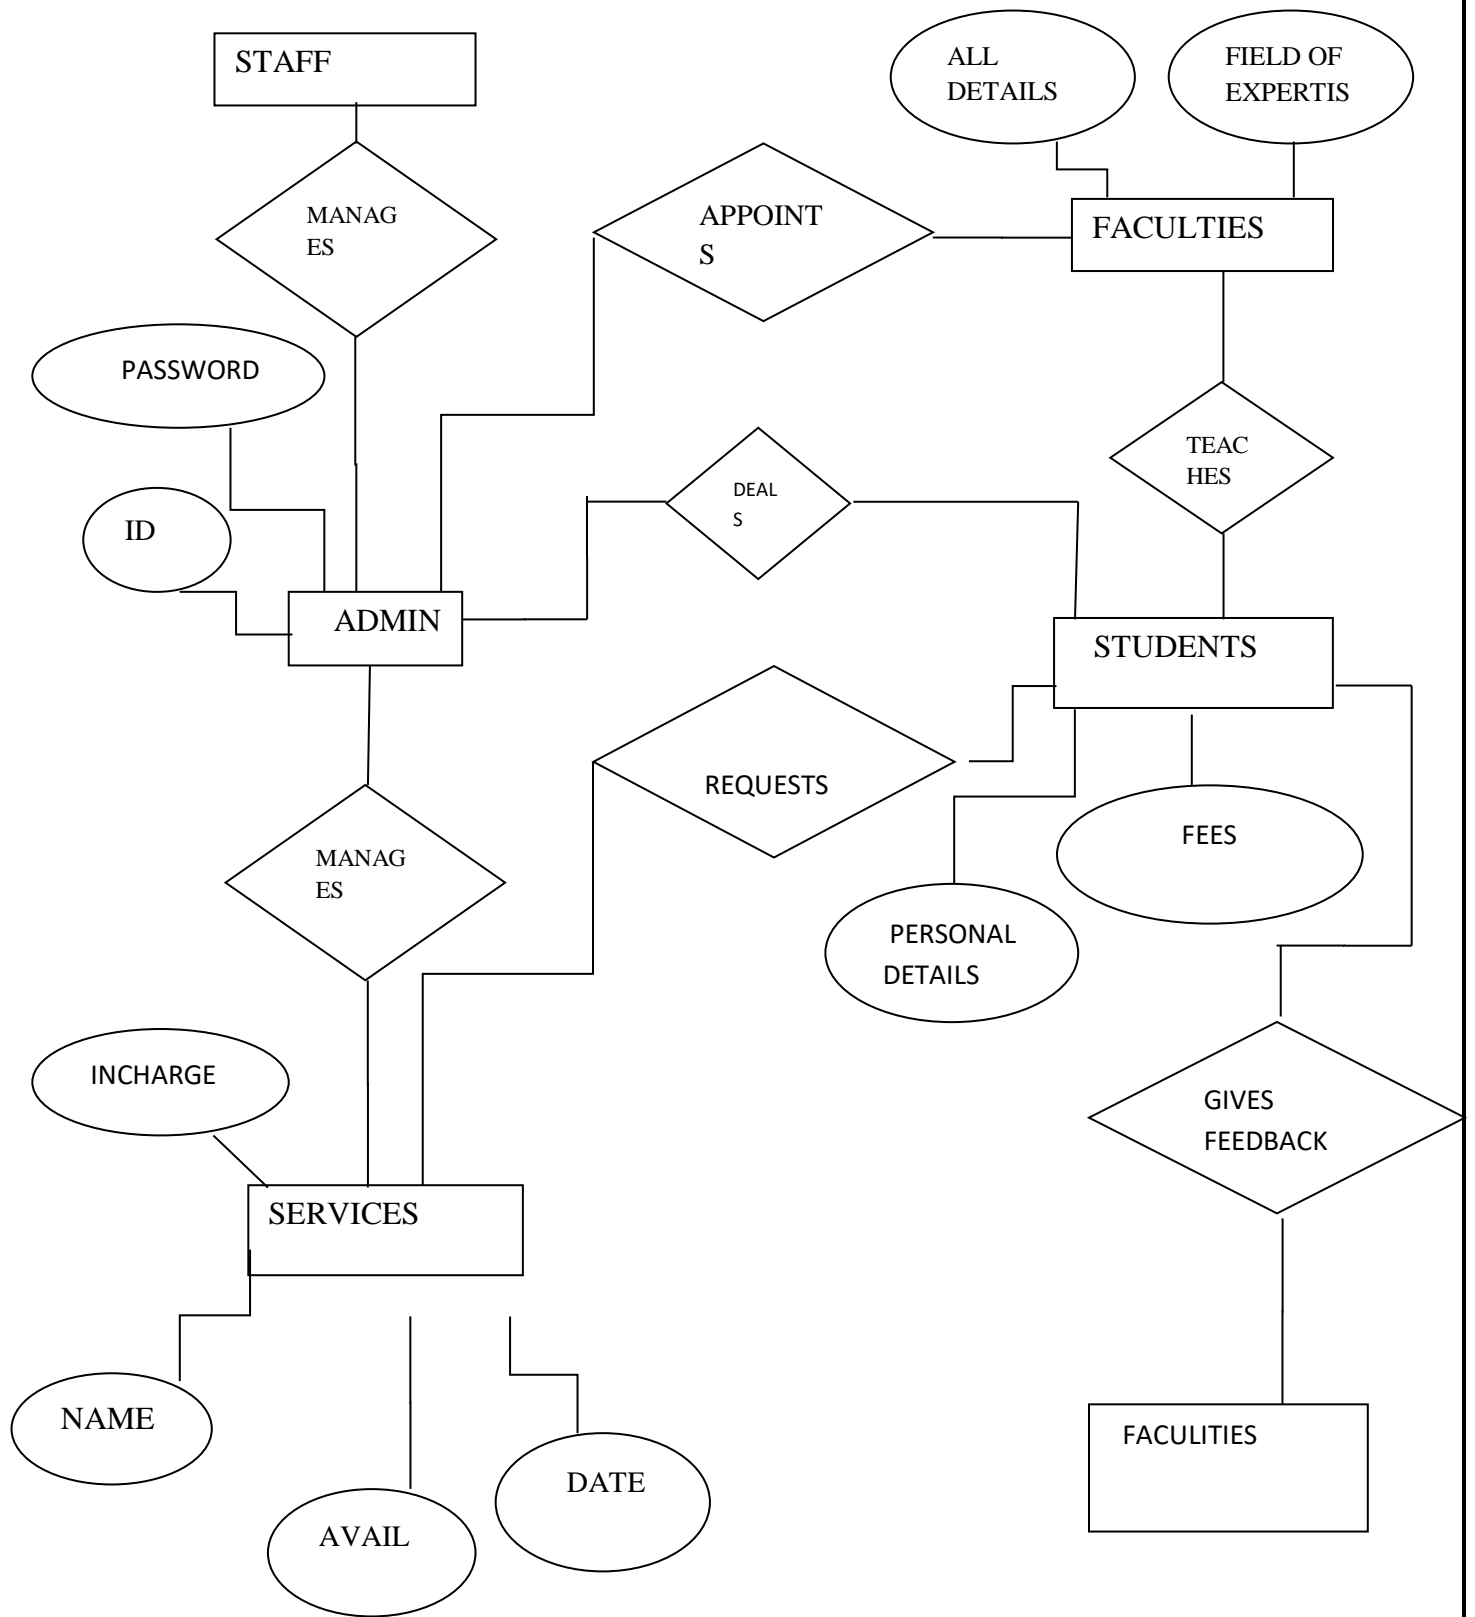 STAFF
ALL
DETAILS
FIELD OF
EXPERTIS
MANAG
ES
APPOINT
S
FACULTIES
PASSWORD
TEAC
HES
DEAL
S
ID
ADMIN
STUDENTS
REQUESTS
FEES
MANAG
ES
PERSONAL
DETAILS
INCHARGE
GIVES
FEEDBACK
SERVICES
NAME
FACULITIES
DATE
AVAIL